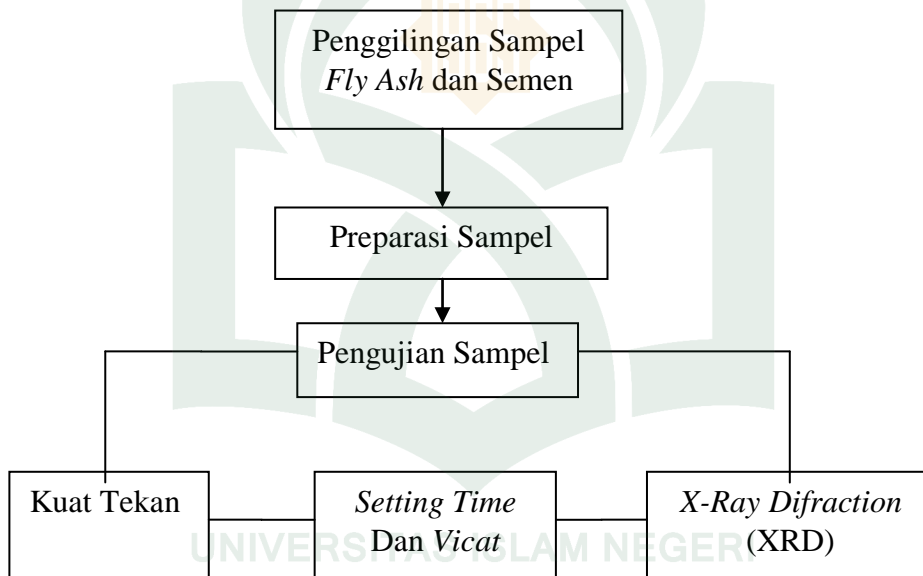 Penggilingan Sampel
Fly Ash dan Semen
Preparasi Sampel
Pengujian Sampel
Kuat Tekan
Setting Time
Dan Vicat
X-Ray Difraction
(XRD)
UNIVERSITAS ISLAM NEGERI